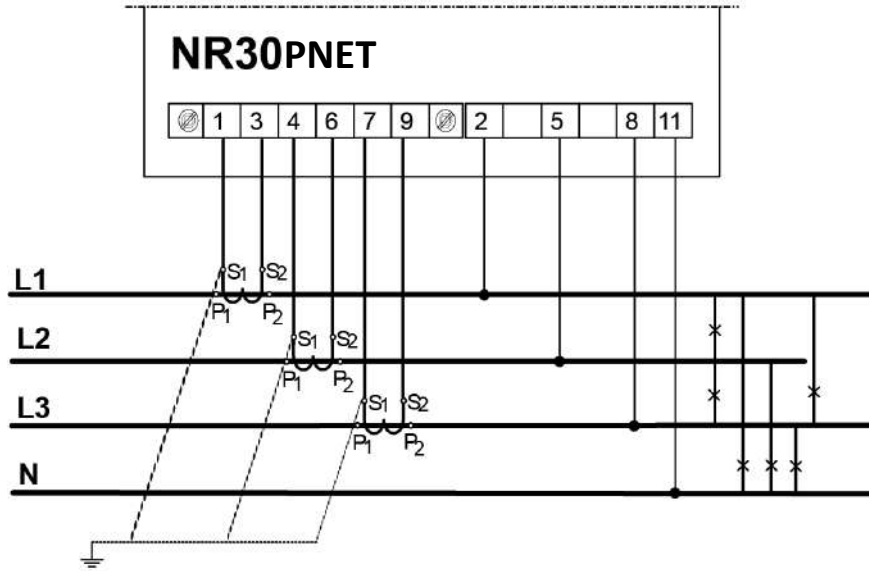 NR30PNET
1 3 4 6 7 9 2 5 8 11
S1 S2
L1
P1 P2
S1 S2
L2
P1 P2
S1 S2
L3
P1 P2
N